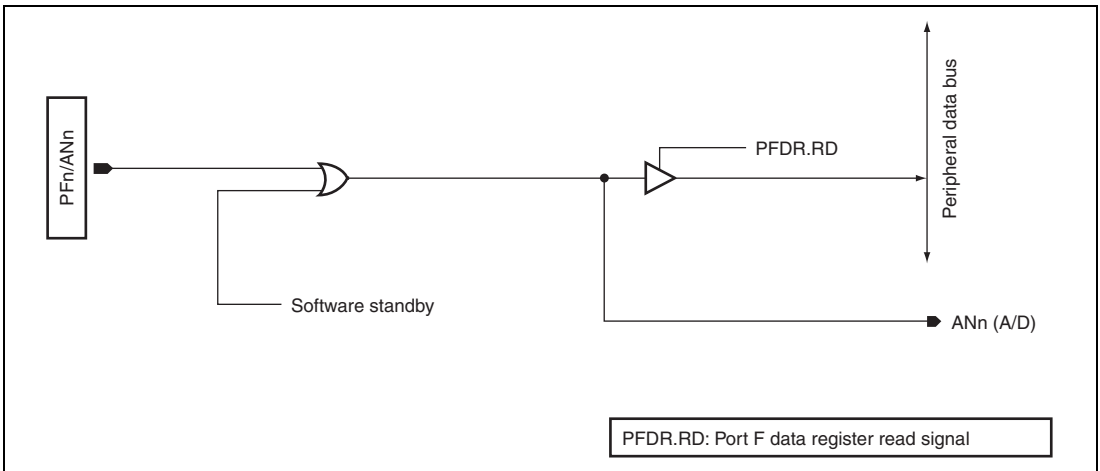 PFn/ANn
PFDR.RD
Peripheral data bus
Software standby
ANn (A/D)
PFDR.RD: Port F data register read signal